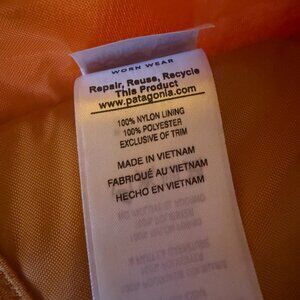 WORN WEAR
Repair, Reuse, Recycle
This Product
www.patagonia.com
100% NYLON LINING
100% POLYESTER
EXCLUSIVE OF TRIM
MADE IN VIETNAM
FABRIQUÉ AU VIETNAM
HECHO EN VIETNAM